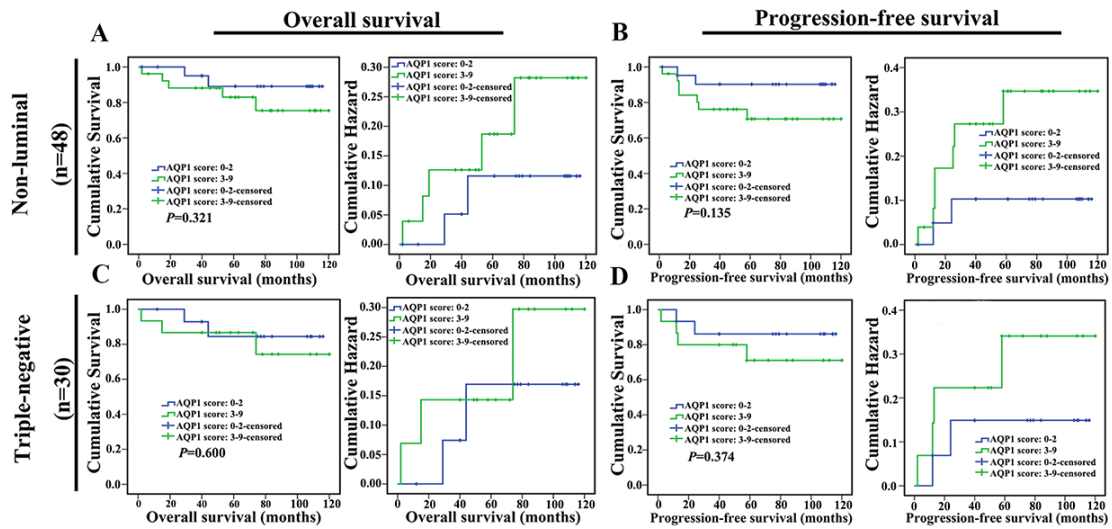 Overall survival
Progression-free survival
Non-luminal
(n=48)
A
Cumulative Survival
1.0
0.8
0.6
0.4
0.2
0.0
AQP1 score: 0-2
AQP1 score: 3-9
AQP1 score: 0-2-censored
AQP1 score: 3-9-censored
P=0.321
0 20 40 60 80 100 120
Overall survival (months)
Cumulative Hazard
0.30
0.25
0.20
0.15
0.10
0.05
0.00
AQP1 score: 0-2
AQP1 score: 3-9
AQP1 score: 0-2-censored
AQP1 score: 3-9-censored
0 20 40 60 80 100 120
Overall survival (months)
B
Cumulative Survival
1.0
0.8
0.6
0.4
0.2
0.0
AQP1 score: 0-2
AQP1 score: 3-9
AQP1 score: 0-2-censored
AQP1 score: 3-9-censored
P=0.135
0 20 40 60 80 100 120
Progression-free survival (months)
Cumulative Hazard
0.4
0.3
0.2
0.1
0.0
AQP1 score: 0-2
AQP1 score: 3-9
AQP1 score: 0-2-censored
AQP1 score: 3-9-censored
0 20 40 60 80 100 120
Progression-free survival (months)
Triple-negative
(n=30)
C
Cumulative Survival
1.0
0.8
0.6
0.4
0.2
0.0
AQP1 score: 0-2
AQP1 score: 3-9
AQP1 score: 0-2-censored
AQP1 score: 3-9-censored
P=0.600
0 20 40 60 80 100 120
Overall survival (months)
Cumulative Hazard
0.30
0.25
0.20
0.15
0.10
0.05
0.00
AQP1 score: 0-2
AQP1 score: 3-9
AQP1 score: 0-2-censored
AQP1 score: 3-9-censored
0 20 40 60 80 100 120
Overall survival (months)
D
Cumulative Survival
1.0
0.8
0.6
0.4
0.2
0.0
AQP1 score: 0-2
AQP1 score: 3-9
AQP1 score: 0-2-censored
AQP1 score: 3-9-censored
P=0.374
0 20 40 60 80 100 120
Progression-free survival (months)
Cumulative Hazard
0.4
0.3
0.2
0.1
0.0
AQP1 score: 0-2
AQP1 score: 3-9
AQP1 score: 0-2-censored
AQP1 score: 3-9-censored
0 20 40 60 80 100 120
Progression-free survival (months)